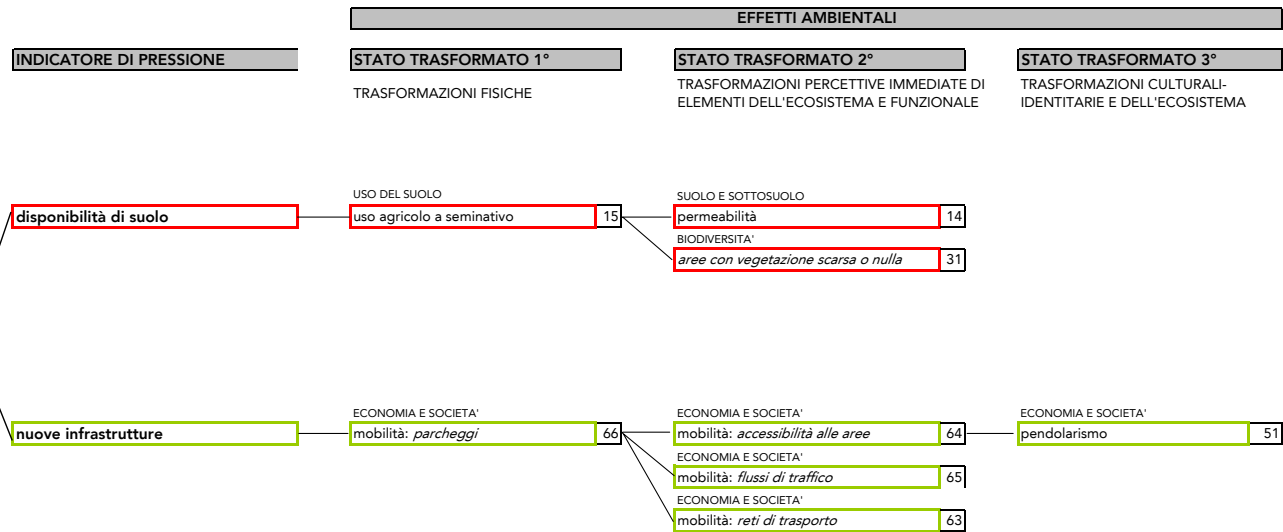 EFFETTI AMBIENTALI
INDICATORE DI PRESSIONE
STATO TRASFORMATO 1°
STATO TRASFORMATO 2°
STATO TRASFORMATO 3°
TRASFORMAZIONI FISICHE
TRASFORMAZIONI PERCETTIVE IMMEDIATE DI
ELEMENTI DELL'ECOSISTEMA E FUNZIONALE
TRASFORMAZIONI CULTURALI-
IDENTITARIE E DELL'ECOSISTEMA
USO DEL SUOLO
SUOLO E SOTTOSUOLO
disponibilità di suolo
uso agricolo a seminativo 15
permeabilità 14
BIODIVERSITA'
aree con vegetazione scarsa o nulla 31
ECONOMIA E SOCIETA'
ECONOMIA E SOCIETA'
ECONOMIA E SOCIETA'
nuove infrastrutture
mobilità: parcheggi 66
mobilità: accessibilità alle aree 64
pendolarismo 51
ECONOMIA E SOCIETA'
mobilità: flussi di traffico 65
ECONOMIA E SOCIETA'
mobilità: reti di trasporto 63